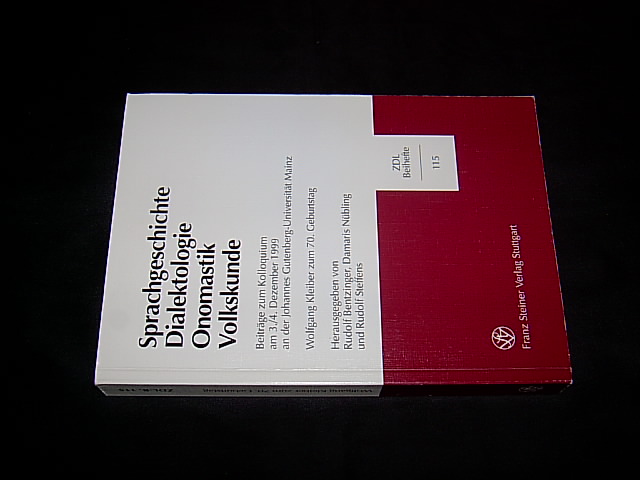 Sprachgeschichte
Dialektologie
Onomastik
Volkskunde
Beiträge zum Kolloquium
am 3./4. Dezember 1999
an der Johannes Gutenberg-Universität Mainz
Wolfgang Kleiber zum 70. Geburtstag
Herausgegeben von
Rudolf Bentzinger, Damaris Nübling
und Rudolf Steffens
ZDL
Beihefte
115
Franz Steiner Verlag Stuttgart